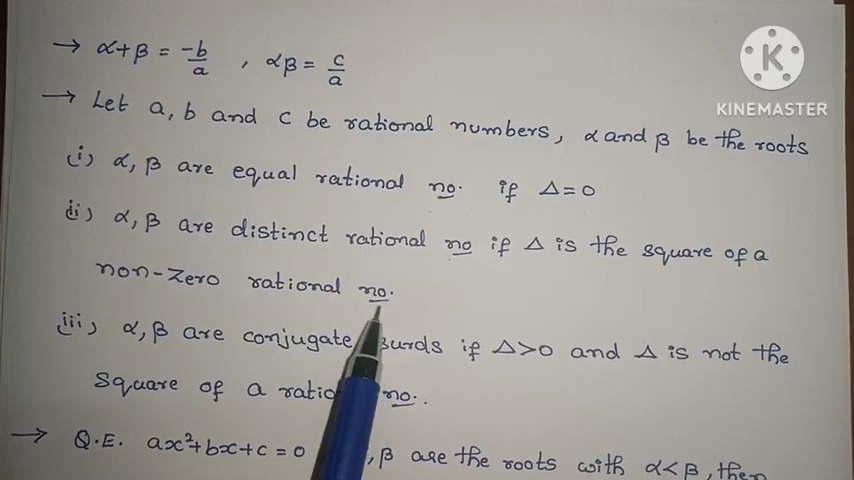 → α+β = -b/a , αβ = c/a
K
KINEMASTER
→ Let a, b and c be rational numbers, α and β be the roots
(i) α, β are equal rational no. if Δ=0
(ii) α, β are distinct rational no if Δ is the square of a
non-zero rational no.
(iii) α, β are conjugate surds if Δ>0 and Δ is not the
square of a no.
→ Q.E. ax²+bx+c=0 , β are the roots with α<β, then